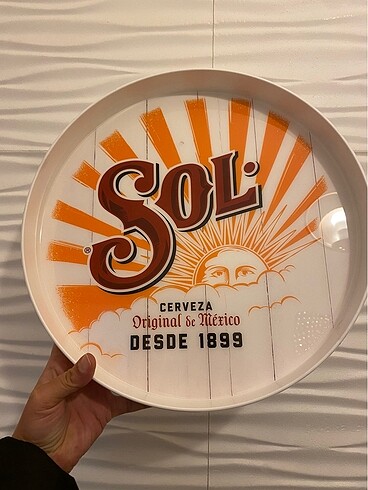 SOL
®
CERVEZA
Original de México
DESDE 1899